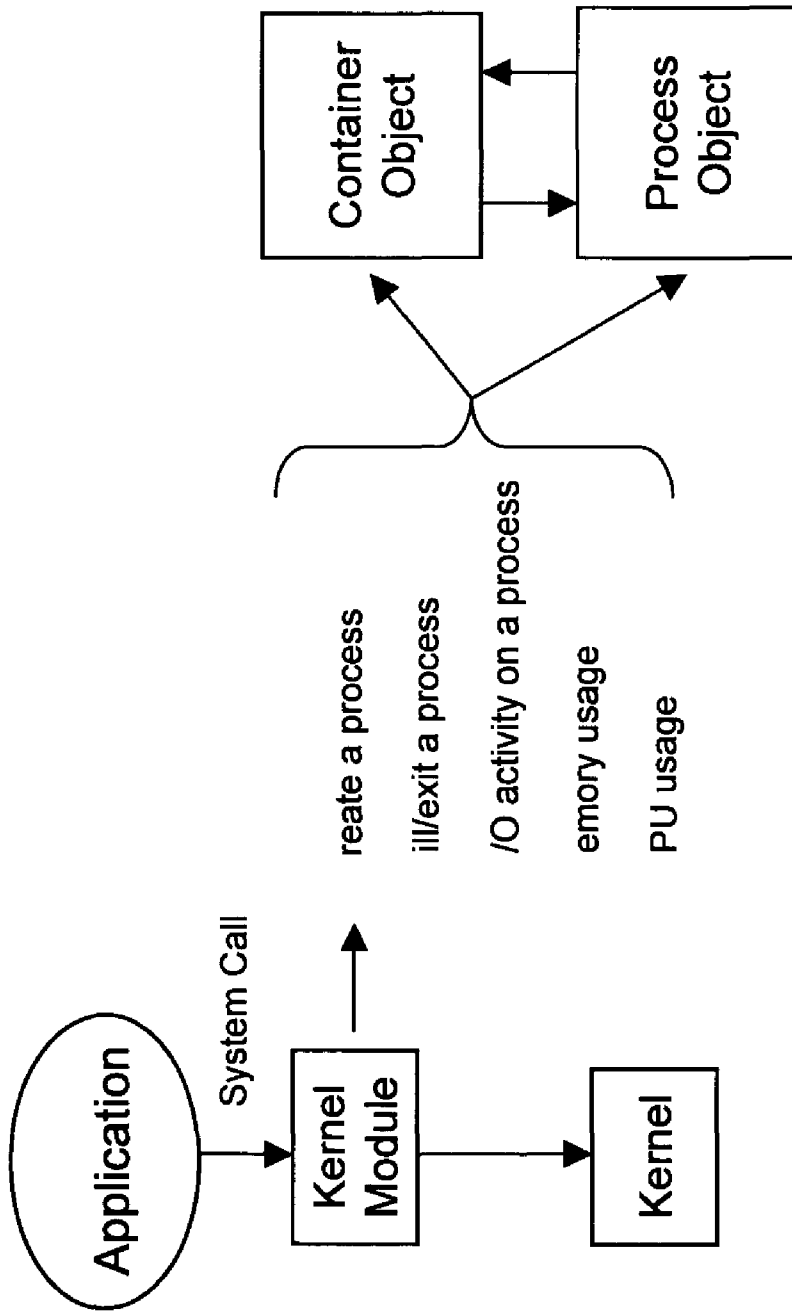 Application
System Call
Kernel
Module
Kernel
reate a process
ill/exit a process
/O activity on a process
emory usage
PU usage
Container
Object
Process
Object